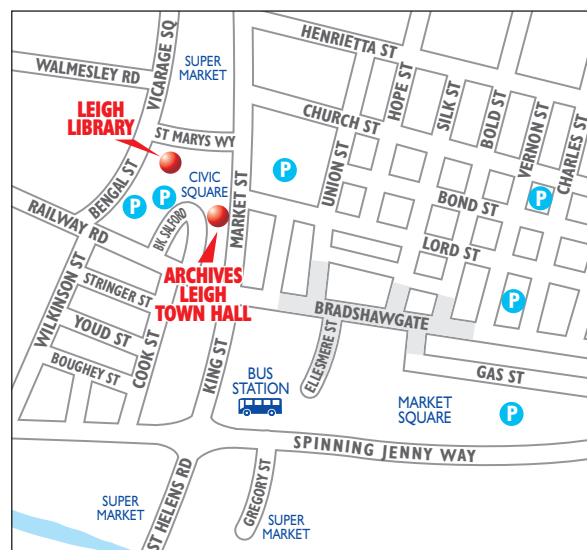 HENRIETTA ST
VICARAGE SQ
SUPER
MARKET
WALMESLEY RD
HOPE ST
SILK ST
BOLD ST
VERNON ST
CHARLES ST
LEIGH
LIBRARY
ST MARYS WY
CHURCH ST
UNION ST
BENGAL ST
P
P
CIVIC
SQUARE
MARKET ST
P
BOND ST
P
RAILWAY RD
BK. SALFORD
LORD ST
ARCHIVES
LEIGH
TOWN HALL
WILKINSON ST
STRINGER ST
BRADSHAWGATE
P
YOUD ST
COOK ST
KING ST
ELLESMERE ST
BOUGHEY ST
BUS
STATION
GAS ST
MARKET
SQUARE
P
SPINNING JENNY WAY
GREGORY ST
ST HELENS RD
SUPER
MARKET
SUPER
MARKET